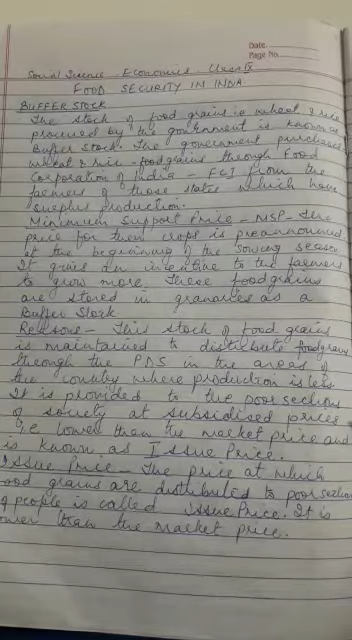 Date.
Page No.
Social Science - Economics - Class IX
FOOD SECURITY IN INDIA
BUFFER STOCK
The stock of food grains i.e wheat & rice
procured by the government is known as
Buffer Stock. The government purchases
wheat & rice foodgrains through Food
Corporation of India - FCI from the
farmers of those states which have
surplus production.
Minimum Support Price - MSP - The
price for their crops is preannounced
at the beginning of the sowing season
It gives an incentive to the farmers
to grow more. These foodgrains
are stored in granaries as a
Buffer Stock
Reasons - This stock of food grains
is maintained to distribute foodgrains
through the PDS in the areas of
the country where production is less
It is provided to the poor section
of society at subsidised prices
i.e lower than the market price and
is known as Issue Price.
Issue Price - The price at which
food grains are distributed to poor section
of people is called Issue Price. It is
lower than the market price.